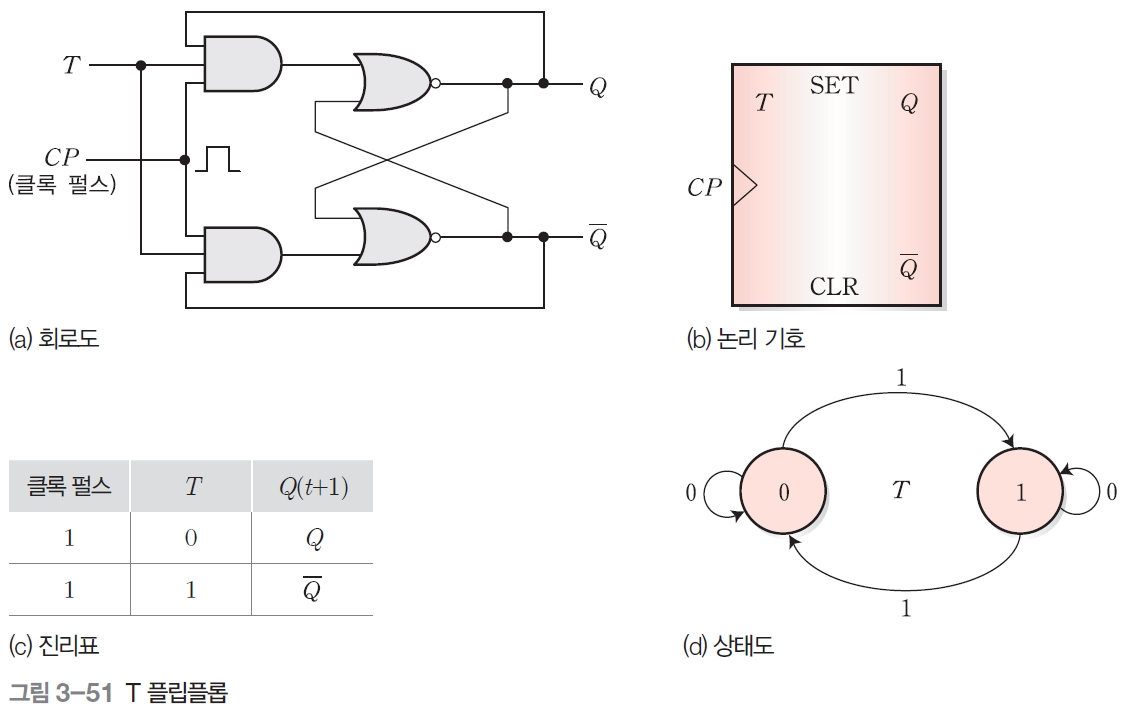 T
Q
CP
(클록 펄스)
Q̅
(a) 회로도
SET
T
Q
CP
Q̅
CLR
(b) 논리 기호
클록 펄스 T Q(t+1)
1 0 Q
1 1 Q̅
(c) 진리표
1
0 0 T 1 0
1
(d) 상태도
그림 3-51 T 플립플롭